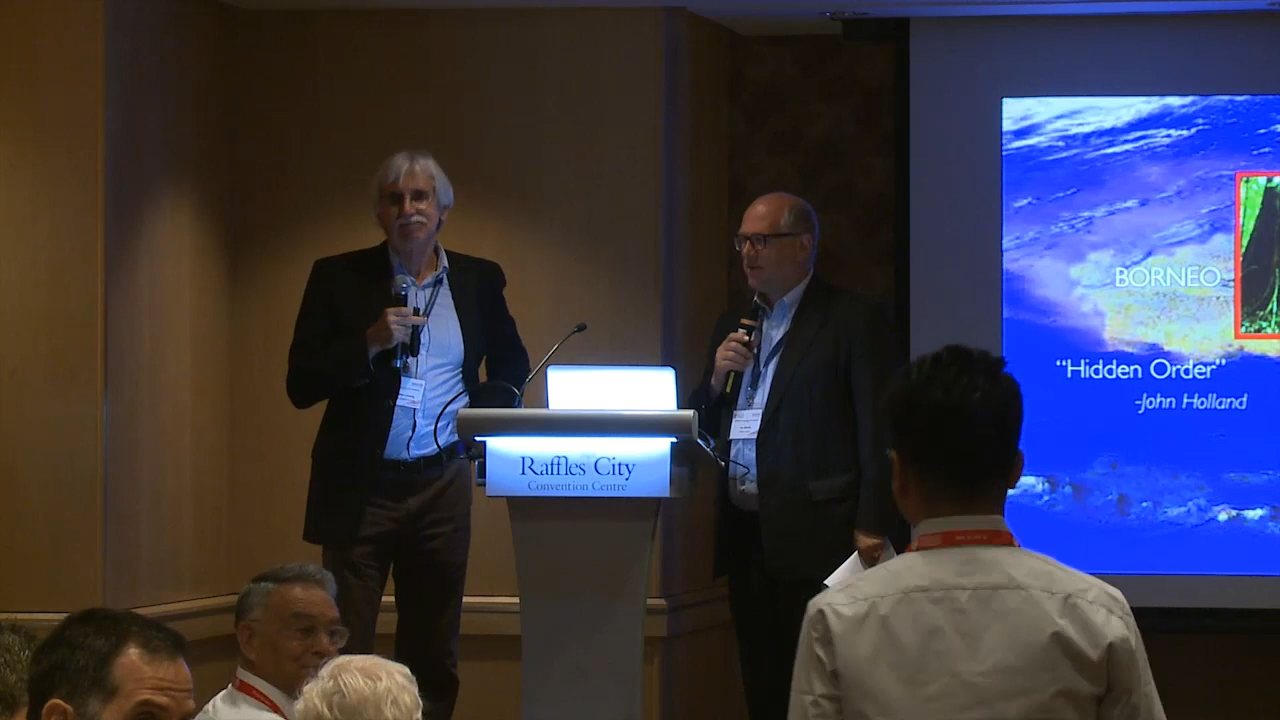 BORNEO
“Hidden Order”
-John Holland
Raffles City
Convention Centre